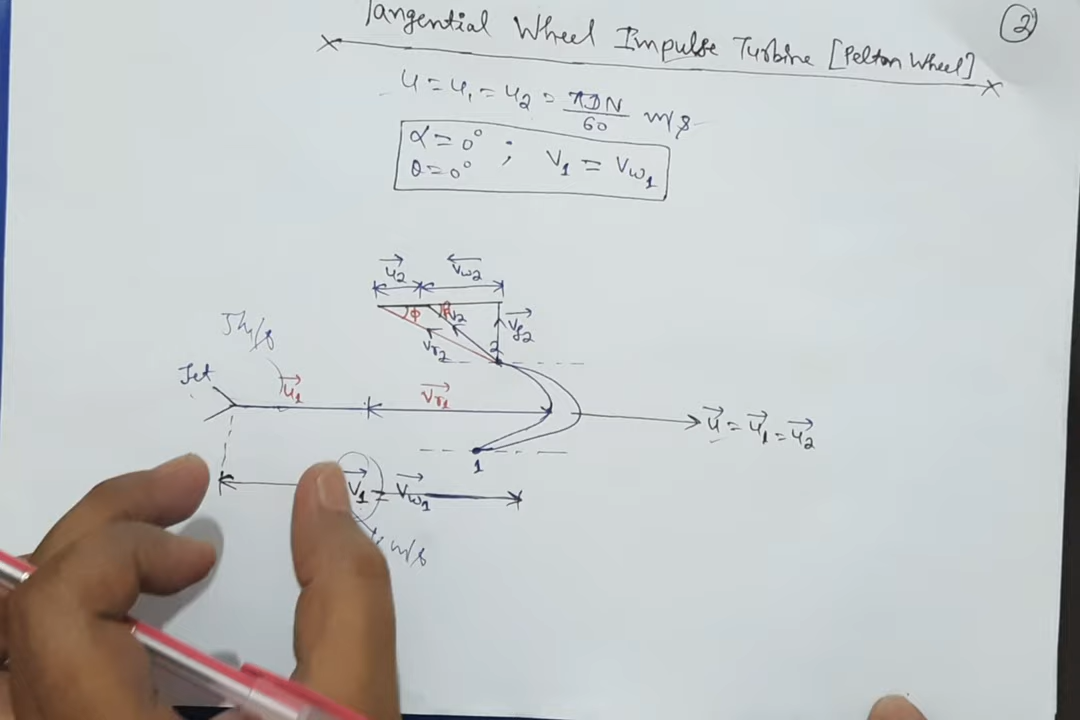 ②
Tangential Wheel Impulse Turbine [Pelton Wheel]
u = u₁ = u₂ = πDN/60 m/s
α = 0° ; V₁ = Vw₁
θ = 0°
u₂ Vw₂
ϕ β V₂ Vf₂
Vr₂ 2
5m/s
Jet
u₁ Vr₁
u = u₁ = u₂
1
V₁ = Vw₁
m/s